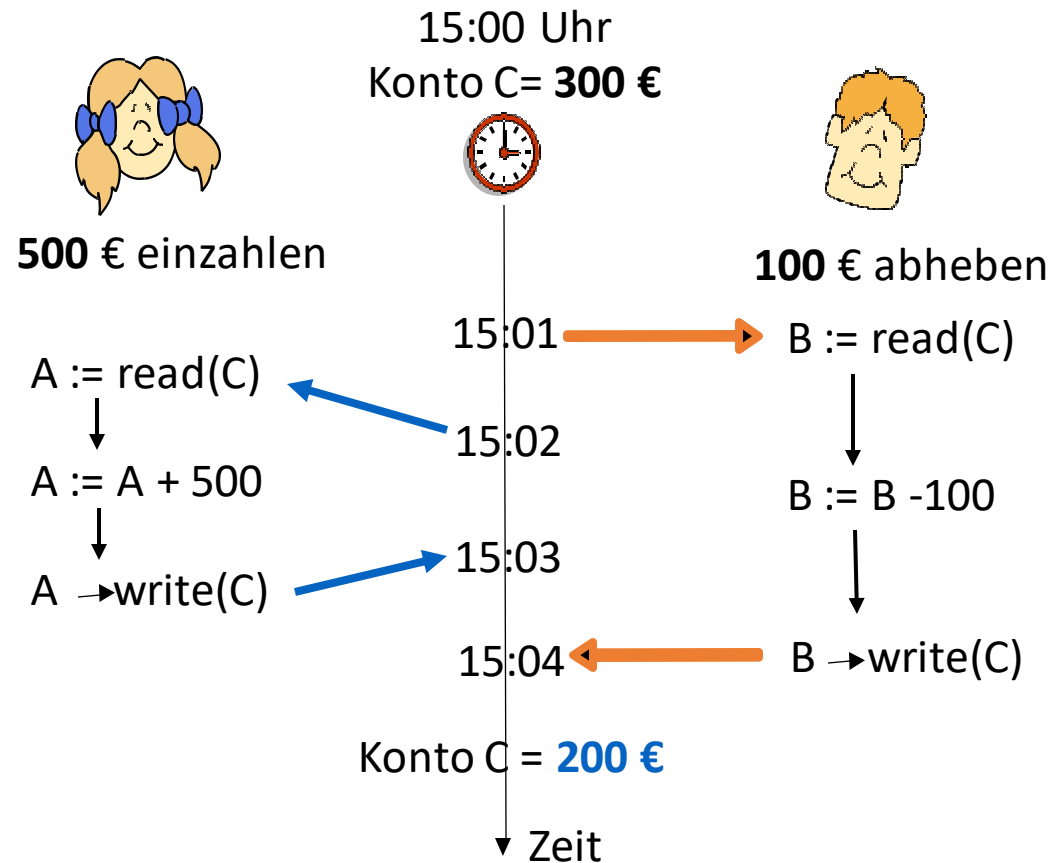 15:00 Uhr
Konto C= 300 €
500 € einzahlen
100 € abheben
15:01
B := read(C)
A := read(C)
15:02
A := A + 500
B := B -100
15:03
A write(C)
15:04
B write(C)
Konto C = 200 €
Zeit